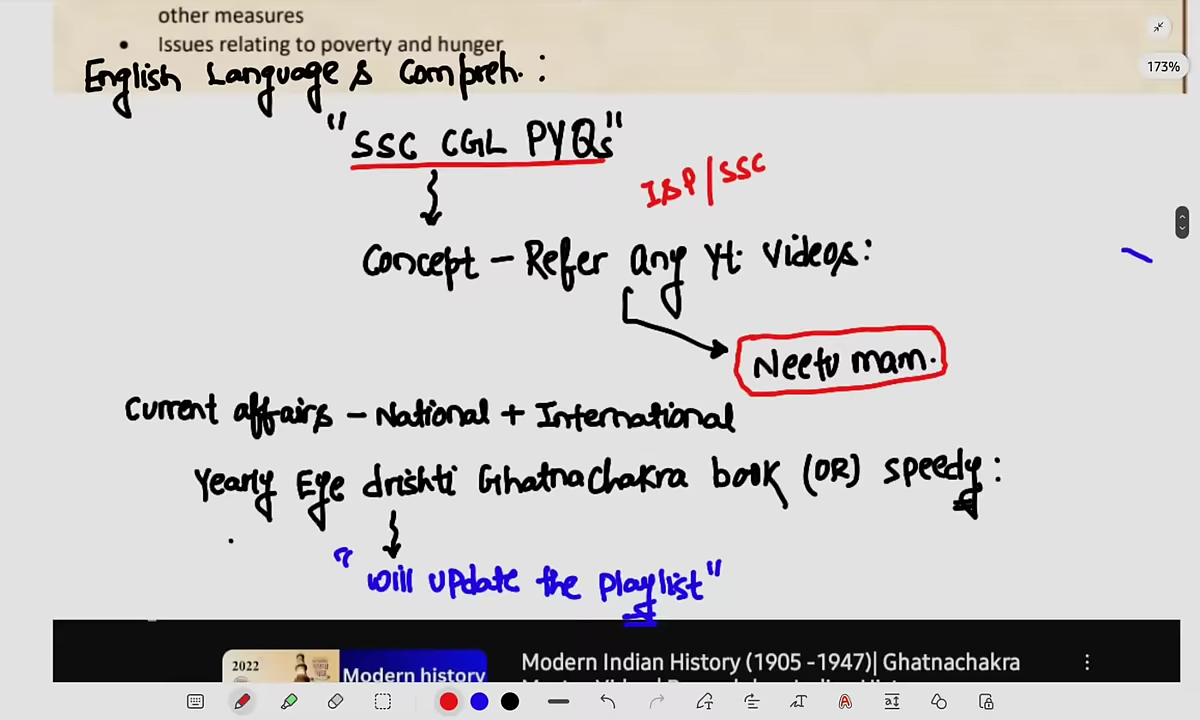 other measures
• Issues relating to poverty and hunger
173%
English Language & Compreh. :
"SSC CGL PYQs"
IBP/SSC
Concept - Refer any yt. videos:
Neetu mam.
Current affairs - National + International
Yearly Eye drishti GhatnaChakra book (OR) speedy:
"will update the playlist"
2022
Modern history
Modern Indian History (1905 -1947)| Ghatnachakra